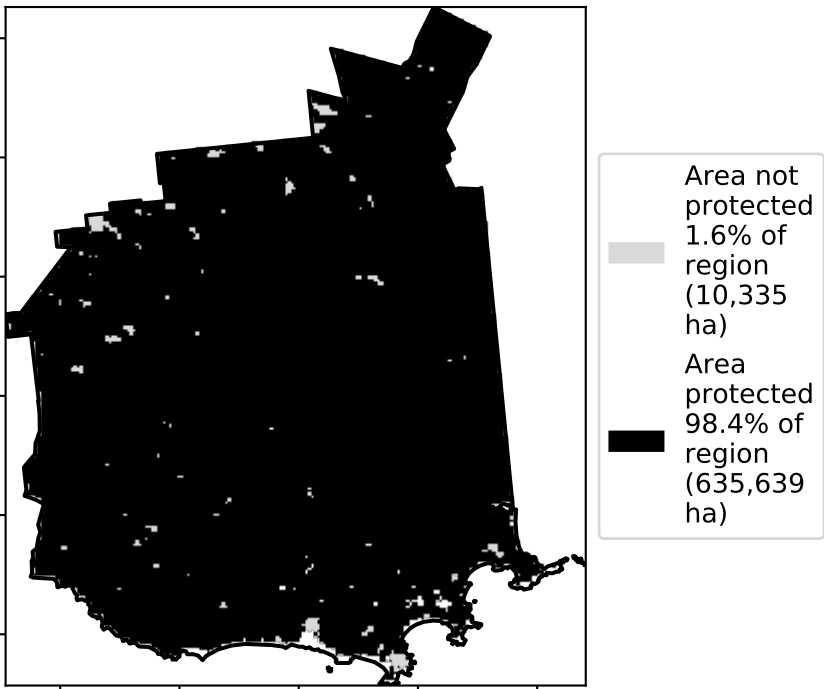 Area not
protected
1.6% of
region
(10,335
ha)
Area
protected
98.4% of
region
(635,639
ha)